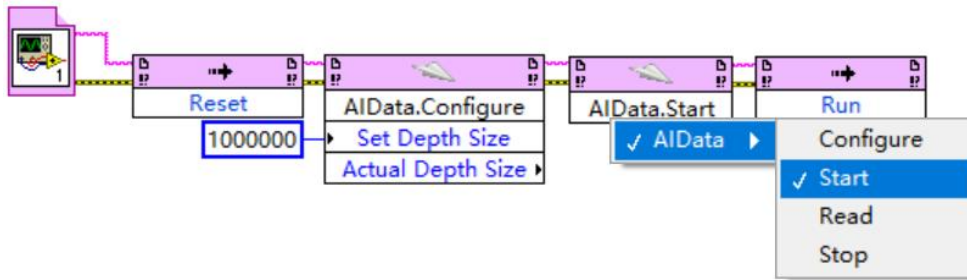 1
Reset
AIData.Configure
AIData.Start
Run
1000000
Set Depth Size
Actual Depth Size
AIData
Configure
Start
Read
Stop